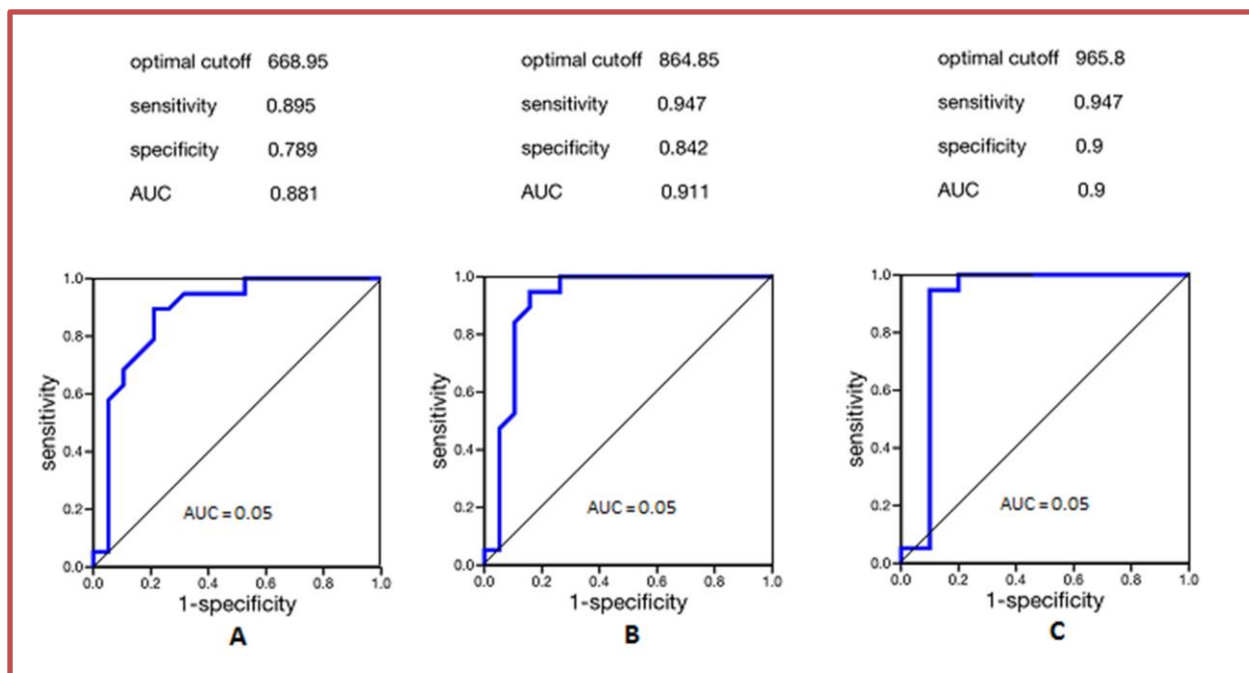 optimal cutoff 668.95
sensitivity 0.895
specificity 0.789
AUC 0.881
1.0
0.8
0.6
0.4
0.2
0.0
sensitivity
AUC = 0.05
0.0 0.2 0.4 0.6 0.8 1.0
1-specificity
A
optimal cutoff 864.85
sensitivity 0.947
specificity 0.842
AUC 0.911
1.0
0.8
0.6
0.4
0.2
0.0
sensitivity
AUC = 0.05
0.0 0.2 0.4 0.6 0.8 1.0
1-specificity
B
optimal cutoff 965.8
sensitivity 0.947
specificity 0.9
AUC 0.9
1.0
0.8
0.6
0.4
0.2
0.0
sensitivity
AUC = 0.05
0.0 0.2 0.4 0.6 0.8 1.0
1-specificity
C